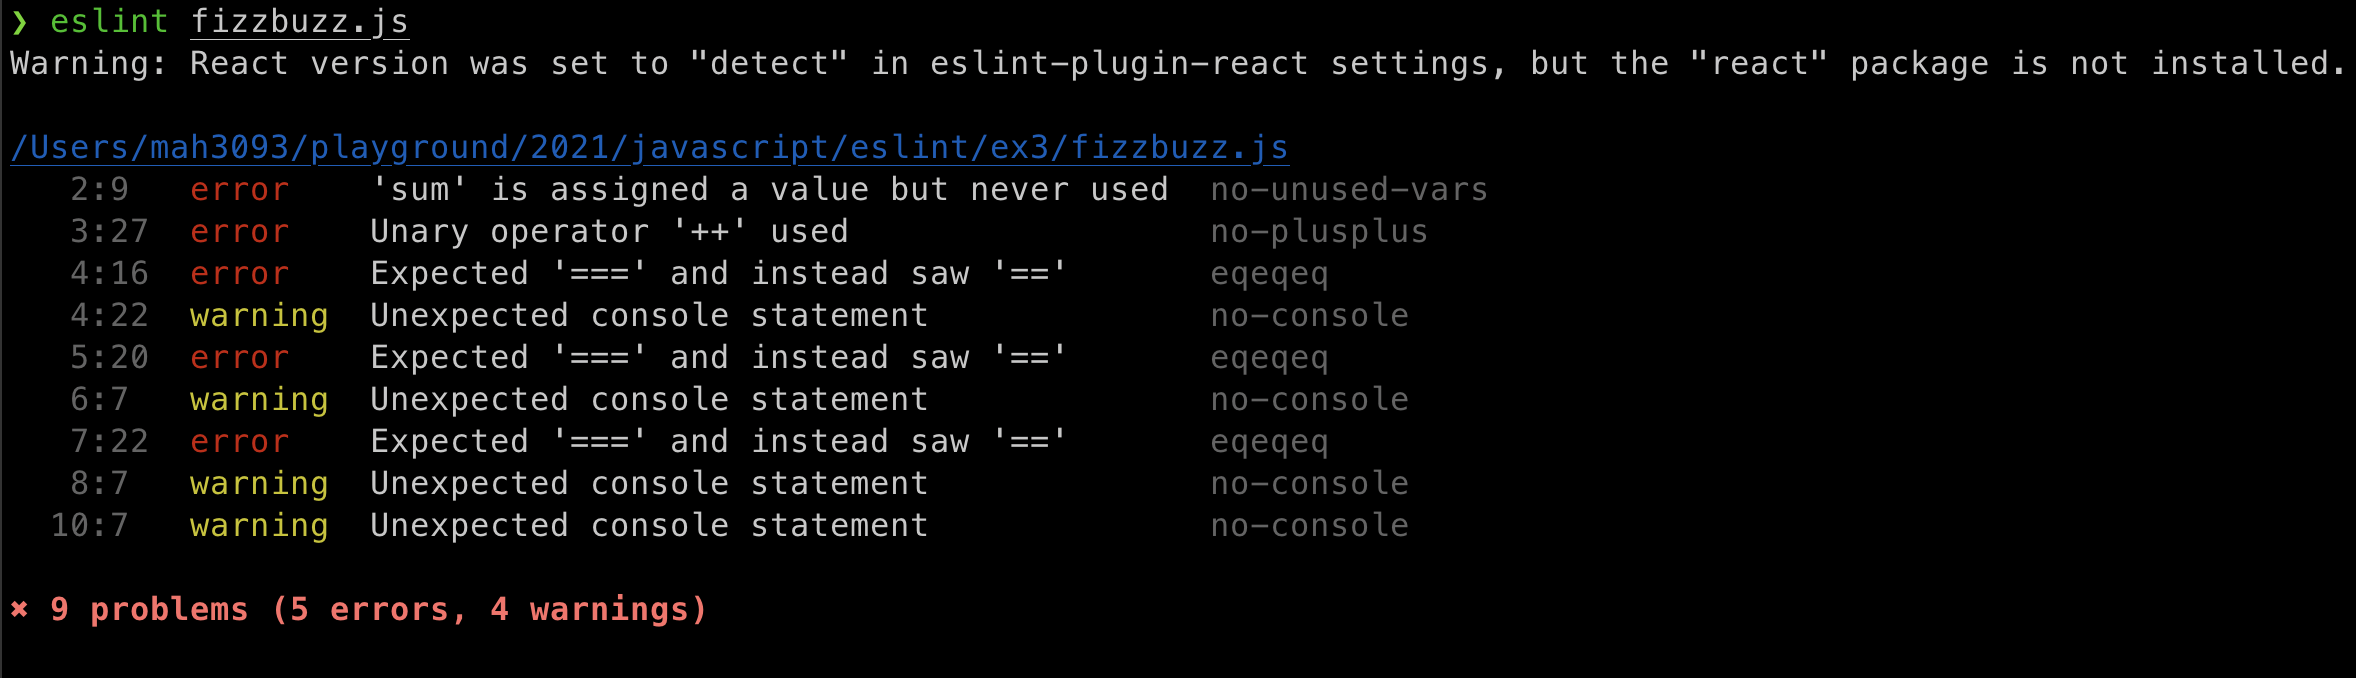 ❯ eslint fizzbuzz.js
Warning: React version was set to "detect" in eslint-plugin-react settings, but the "react" package is not installed.
/Users/mah3093/playground/2021/javascript/eslint/ex3/fizzbuzz.js
2:9 error 'sum' is assigned a value but never used no-unused-vars
3:27 error Unary operator '++' used no-plusplus
4:16 error Expected '===' and instead saw '==' eqeqeq
4:22 warning Unexpected console statement no-console
5:20 error Expected '===' and instead saw '==' eqeqeq
6:7 warning Unexpected console statement no-console
7:22 error Expected '===' and instead saw '==' eqeqeq
8:7 warning Unexpected console statement no-console
10:7 warning Unexpected console statement no-console
✖ 9 problems (5 errors, 4 warnings)